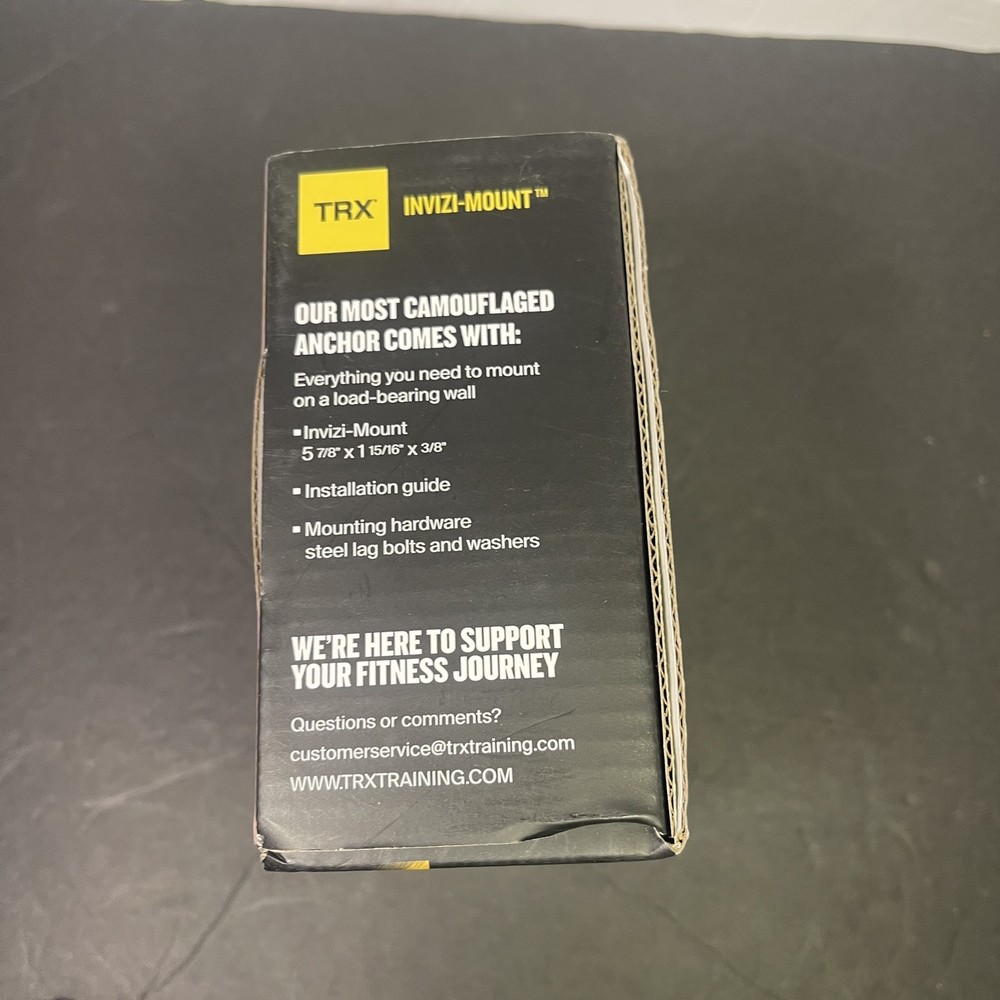 TRX INVIZI-MOUNT™
OUR MOST CAMOUFLAGED
ANCHOR COMES WITH:
Everything you need to mount
on a load-bearing wall
▪ Invizi-Mount
5 7/8" x 1 15/16" x 3/8"
▪ Installation guide
▪ Mounting hardware
steel lag bolts and washers
WE'RE HERE TO SUPPORT
YOUR FITNESS JOURNEY
Questions or comments?
customerservice@trxtraining.com
WWW.TRXTRAINING.COM